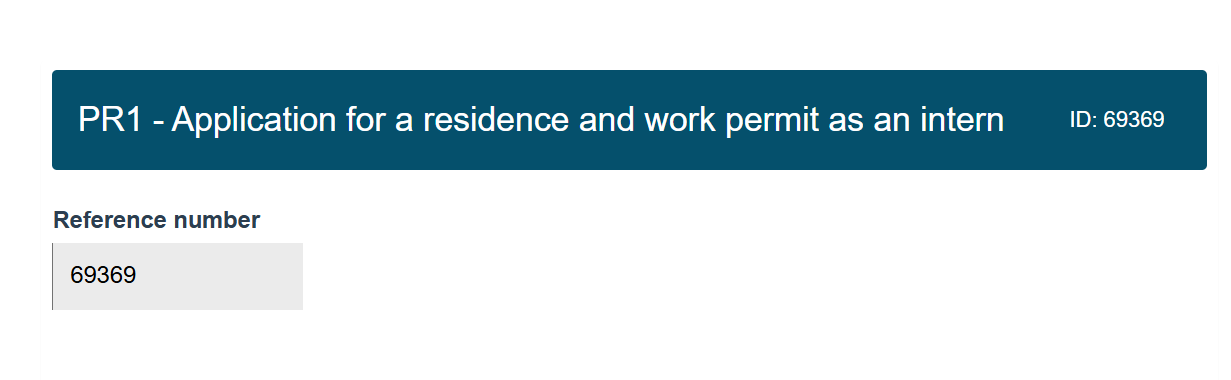 PR1 - Application for a residence and work permit as an intern ID: 69369
Reference number
69369